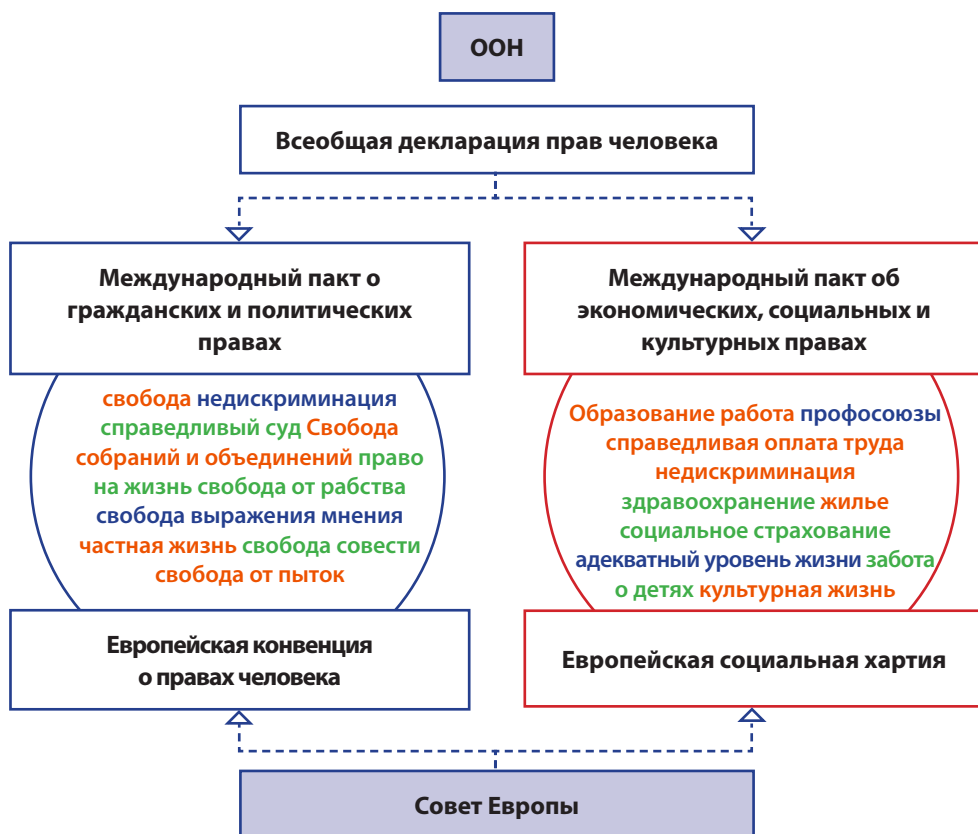 ООН
Всеобщая декларация прав человека
Международный пакт о
гражданских и политических
правах
Международный пакт об
экономических, социальных и
культурных правах
свобода недискриминация
справедливый суд Свобода
собраний и объединений право
на жизнь свобода от рабства
свобода выражения мнения
частная жизнь свобода совести
свобода от пыток
Образование работа профосоюзы
справедливая оплата труда
недискриминация
здравоохранение жилье
социальное страхование
адекватный уровень жизни забота
о детях культурная жизнь
Европейская конвенция
о правах человека
Европейская социальная хартия
Совет Европы